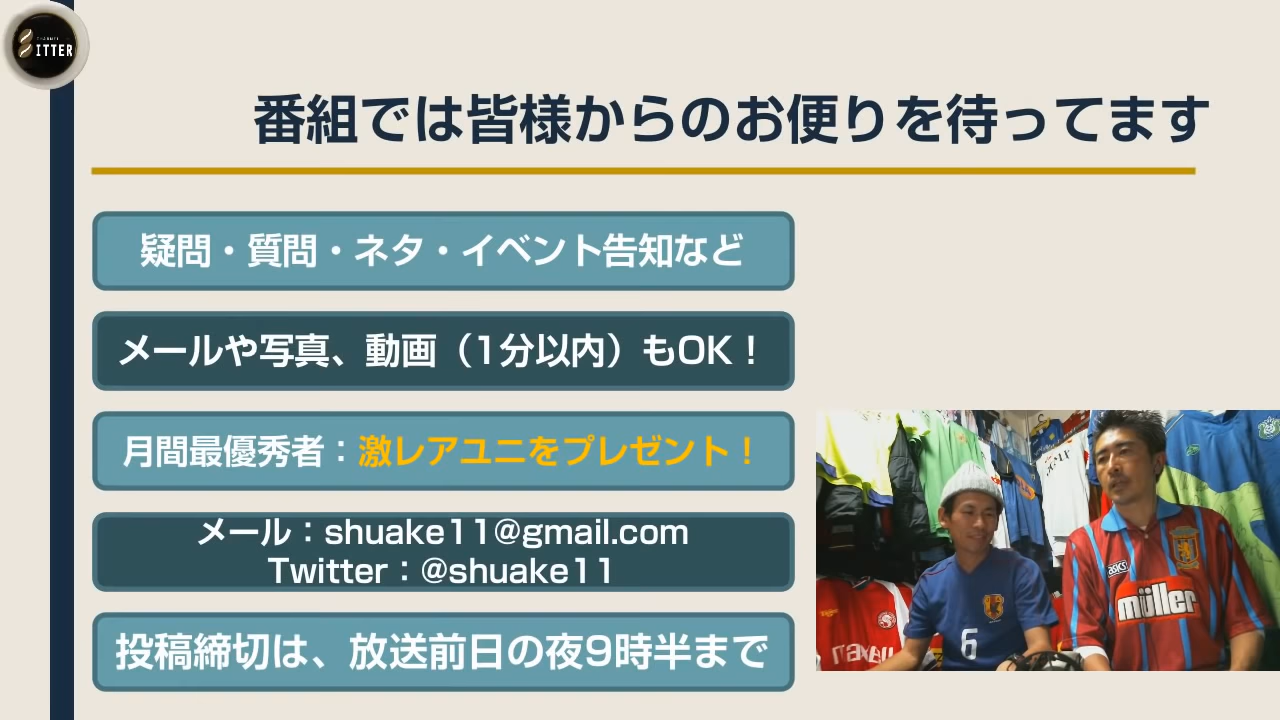 CHANNEL
BITTER
番組では皆様からのお便りを待ってます
疑問・質問・ネタ・イベント告知など
メールや写真、動画（1分以内）もOK！
月間最優秀者：激レアユニをプレゼント！
メール：shuake11@gmail.com
Twitter：@shuake11
投稿締切は、放送前日の夜9時半まで
asics
müller
6
maxell